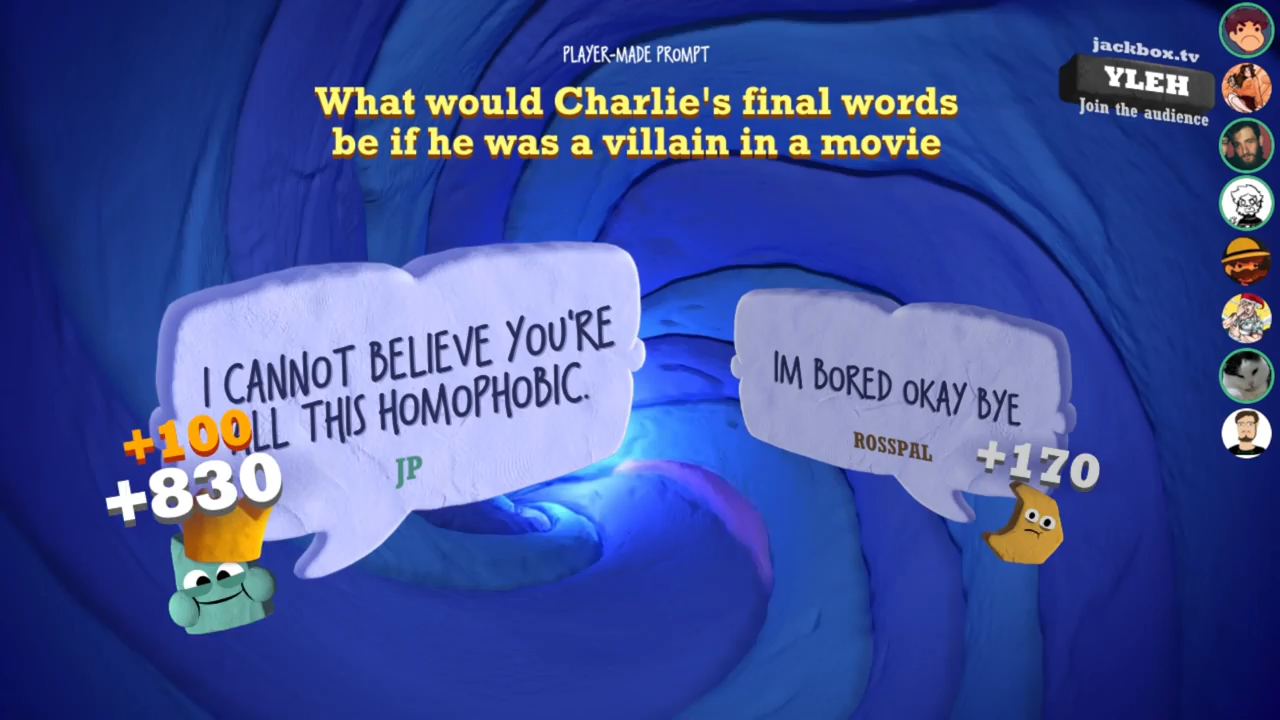 PLAYER-MADE PROMPT
What would Charlie's final words
be if he was a villain in a movie
jackbox.tv
YLEH
Join the audience
I CANNOT BELIEVE YOU'RE
ALL THIS HOMOPHOBIC.
JP
+100
+830
IM BORED OKAY BYE
ROSSPAL
+170